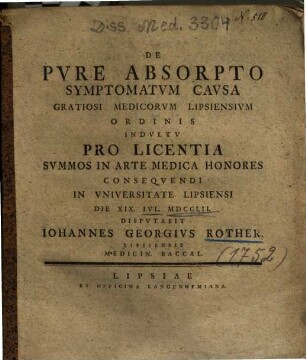 Diss. Med. 3304
N. 518
DE
PVRE ABSORPTO
SYMPTOMATVM CAVSA
GRATIOSI MEDICORVM LIPSIENSIVM
ORDINIS
INDVLTV
PRO LICENTIA
SVMMOS IN ARTE MEDICA HONORES
CONSEQVENDI
IN VNIVERSITATE LIPSIENSI
DIE XIX. IVL. MDCCLII.
DISPVTABIT
IOHANNES GEORGIVS ROTHER.
LIPSIENSIS
MEDICIN. BACCAL.
(1752)
LIPSIAE
EX OFFICINA LANGENHEMIANA.